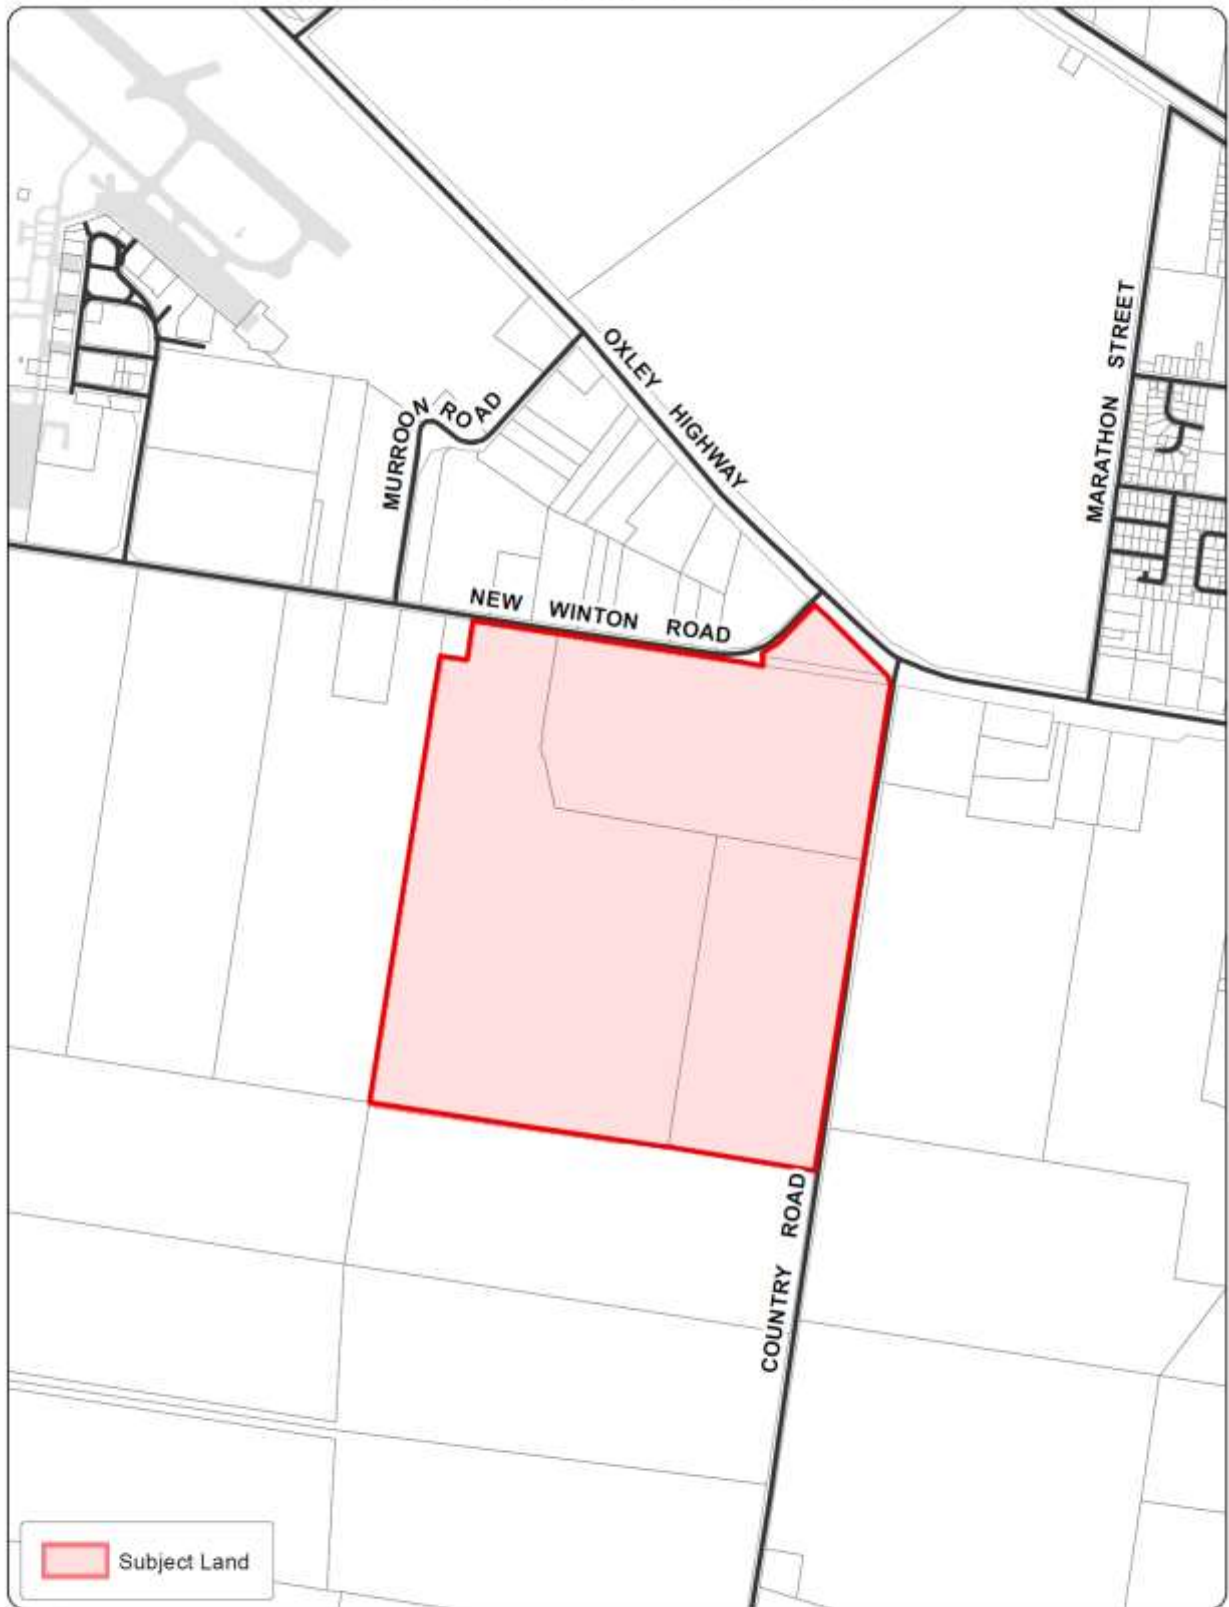 OXLEY HIGHWAY
MARATHON STREET
MURROON ROAD
NEW WINTON ROAD
COUNTRY ROAD
Subject Land